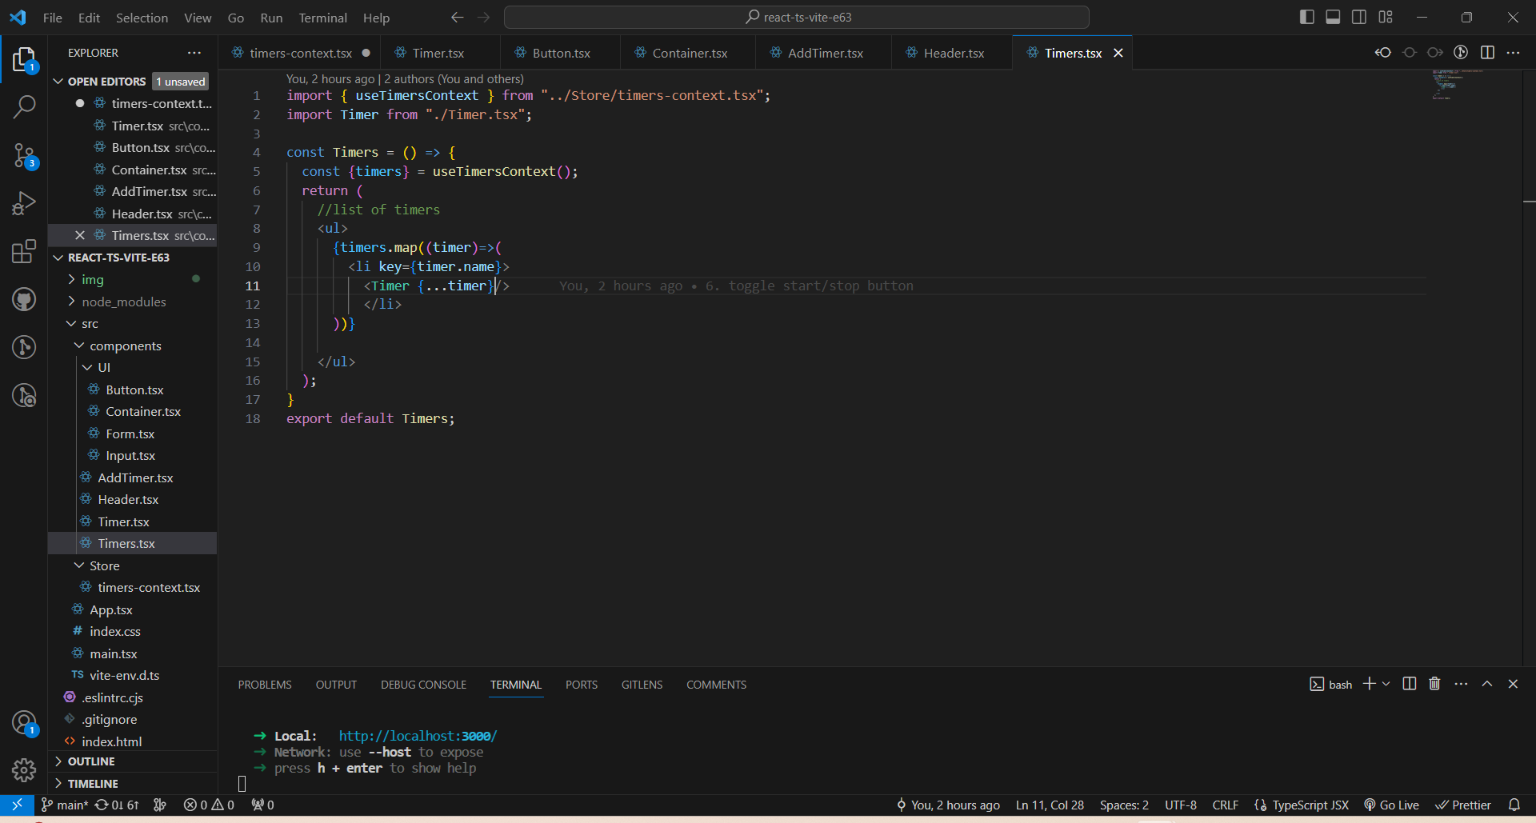 File Edit Selection View Go Run Terminal Help
react-ts-vite-e63
EXPLORER
timers-context.tsx Timer.tsx Button.tsx Container.tsx AddTimer.tsx Header.tsx Timers.tsx
OPEN EDITORS 1 unsaved
timers-context.t...
Timer.tsx src\co...
Button.tsx src\co...
Container.tsx src...
AddTimer.tsx src...
Header.tsx src\c...
Timers.tsx src\co...
REACT-TS-VITE-E63
img
node_modules
src
components
UI
Button.tsx
Container.tsx
Form.tsx
Input.tsx
AddTimer.tsx
Header.tsx
Timer.tsx
Timers.tsx
Store
timers-context.tsx
App.tsx
# index.css
main.tsx
TS vite-env.d.ts
.eslintrc.cjs
.gitignore
<> index.html
OUTLINE
TIMELINE
1
3
1
You, 2 hours ago | 2 authors (You and others)
1 import { useTimersContext } from "../Store/timers-context.tsx";
2 import Timer from "./Timer.tsx";
3
4 const Timers = () => {
5 const {timers} = useTimersContext();
6 return (
7 //list of timers
8 <ul>
9 {timers.map((timer)=>(
10 <li key={timer.name}>
11 <Timer {...timer}/> You, 2 hours ago • 6. toggle start/stop button
12 </li>
13 ))}
14
15 </ul>
16 );
17 }
18 export default Timers;
PROBLEMS OUTPUT DEBUG CONSOLE TERMINAL PORTS GITLENS COMMENTS
bash
➜ Local: http://localhost:3000/
➜ Network: use --host to expose
➜ press h + enter to show help
main* 0↓ 6↑ 0 0 0
You, 2 hours ago Ln 11, Col 28 Spaces: 2 UTF-8 CRLF {} TypeScript JSX Go Live Prettier